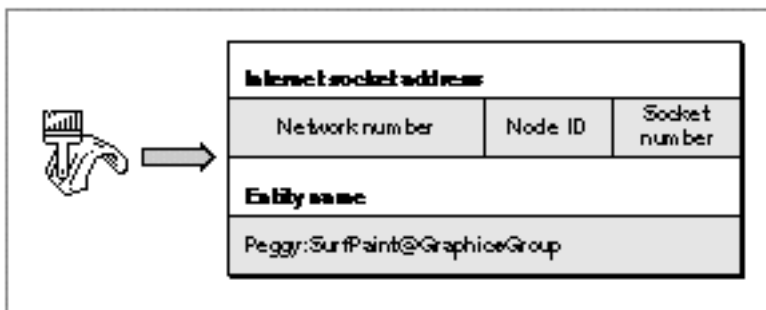 Internet socket address
Network number
Node ID
Socket
number
Entity name
Peggy:SurfPaint@GraphicsGroup